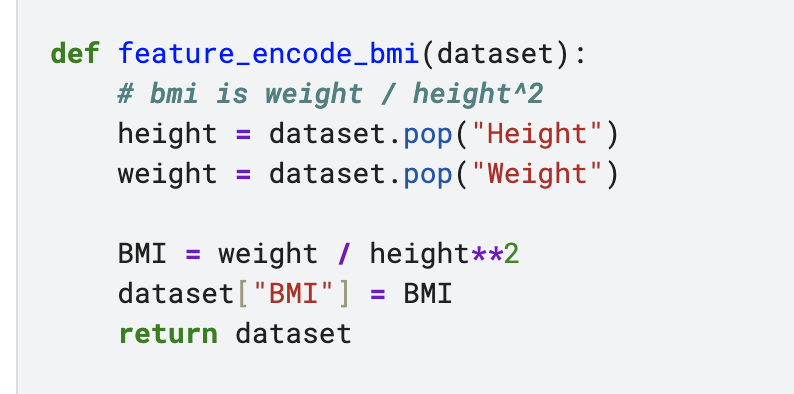 def feature_encode_bmi(dataset):
    # bmi is weight / height^2
    height = dataset.pop("Height")
    weight = dataset.pop("Weight")

    BMI = weight / height**2
    dataset["BMI"] = BMI
    return dataset